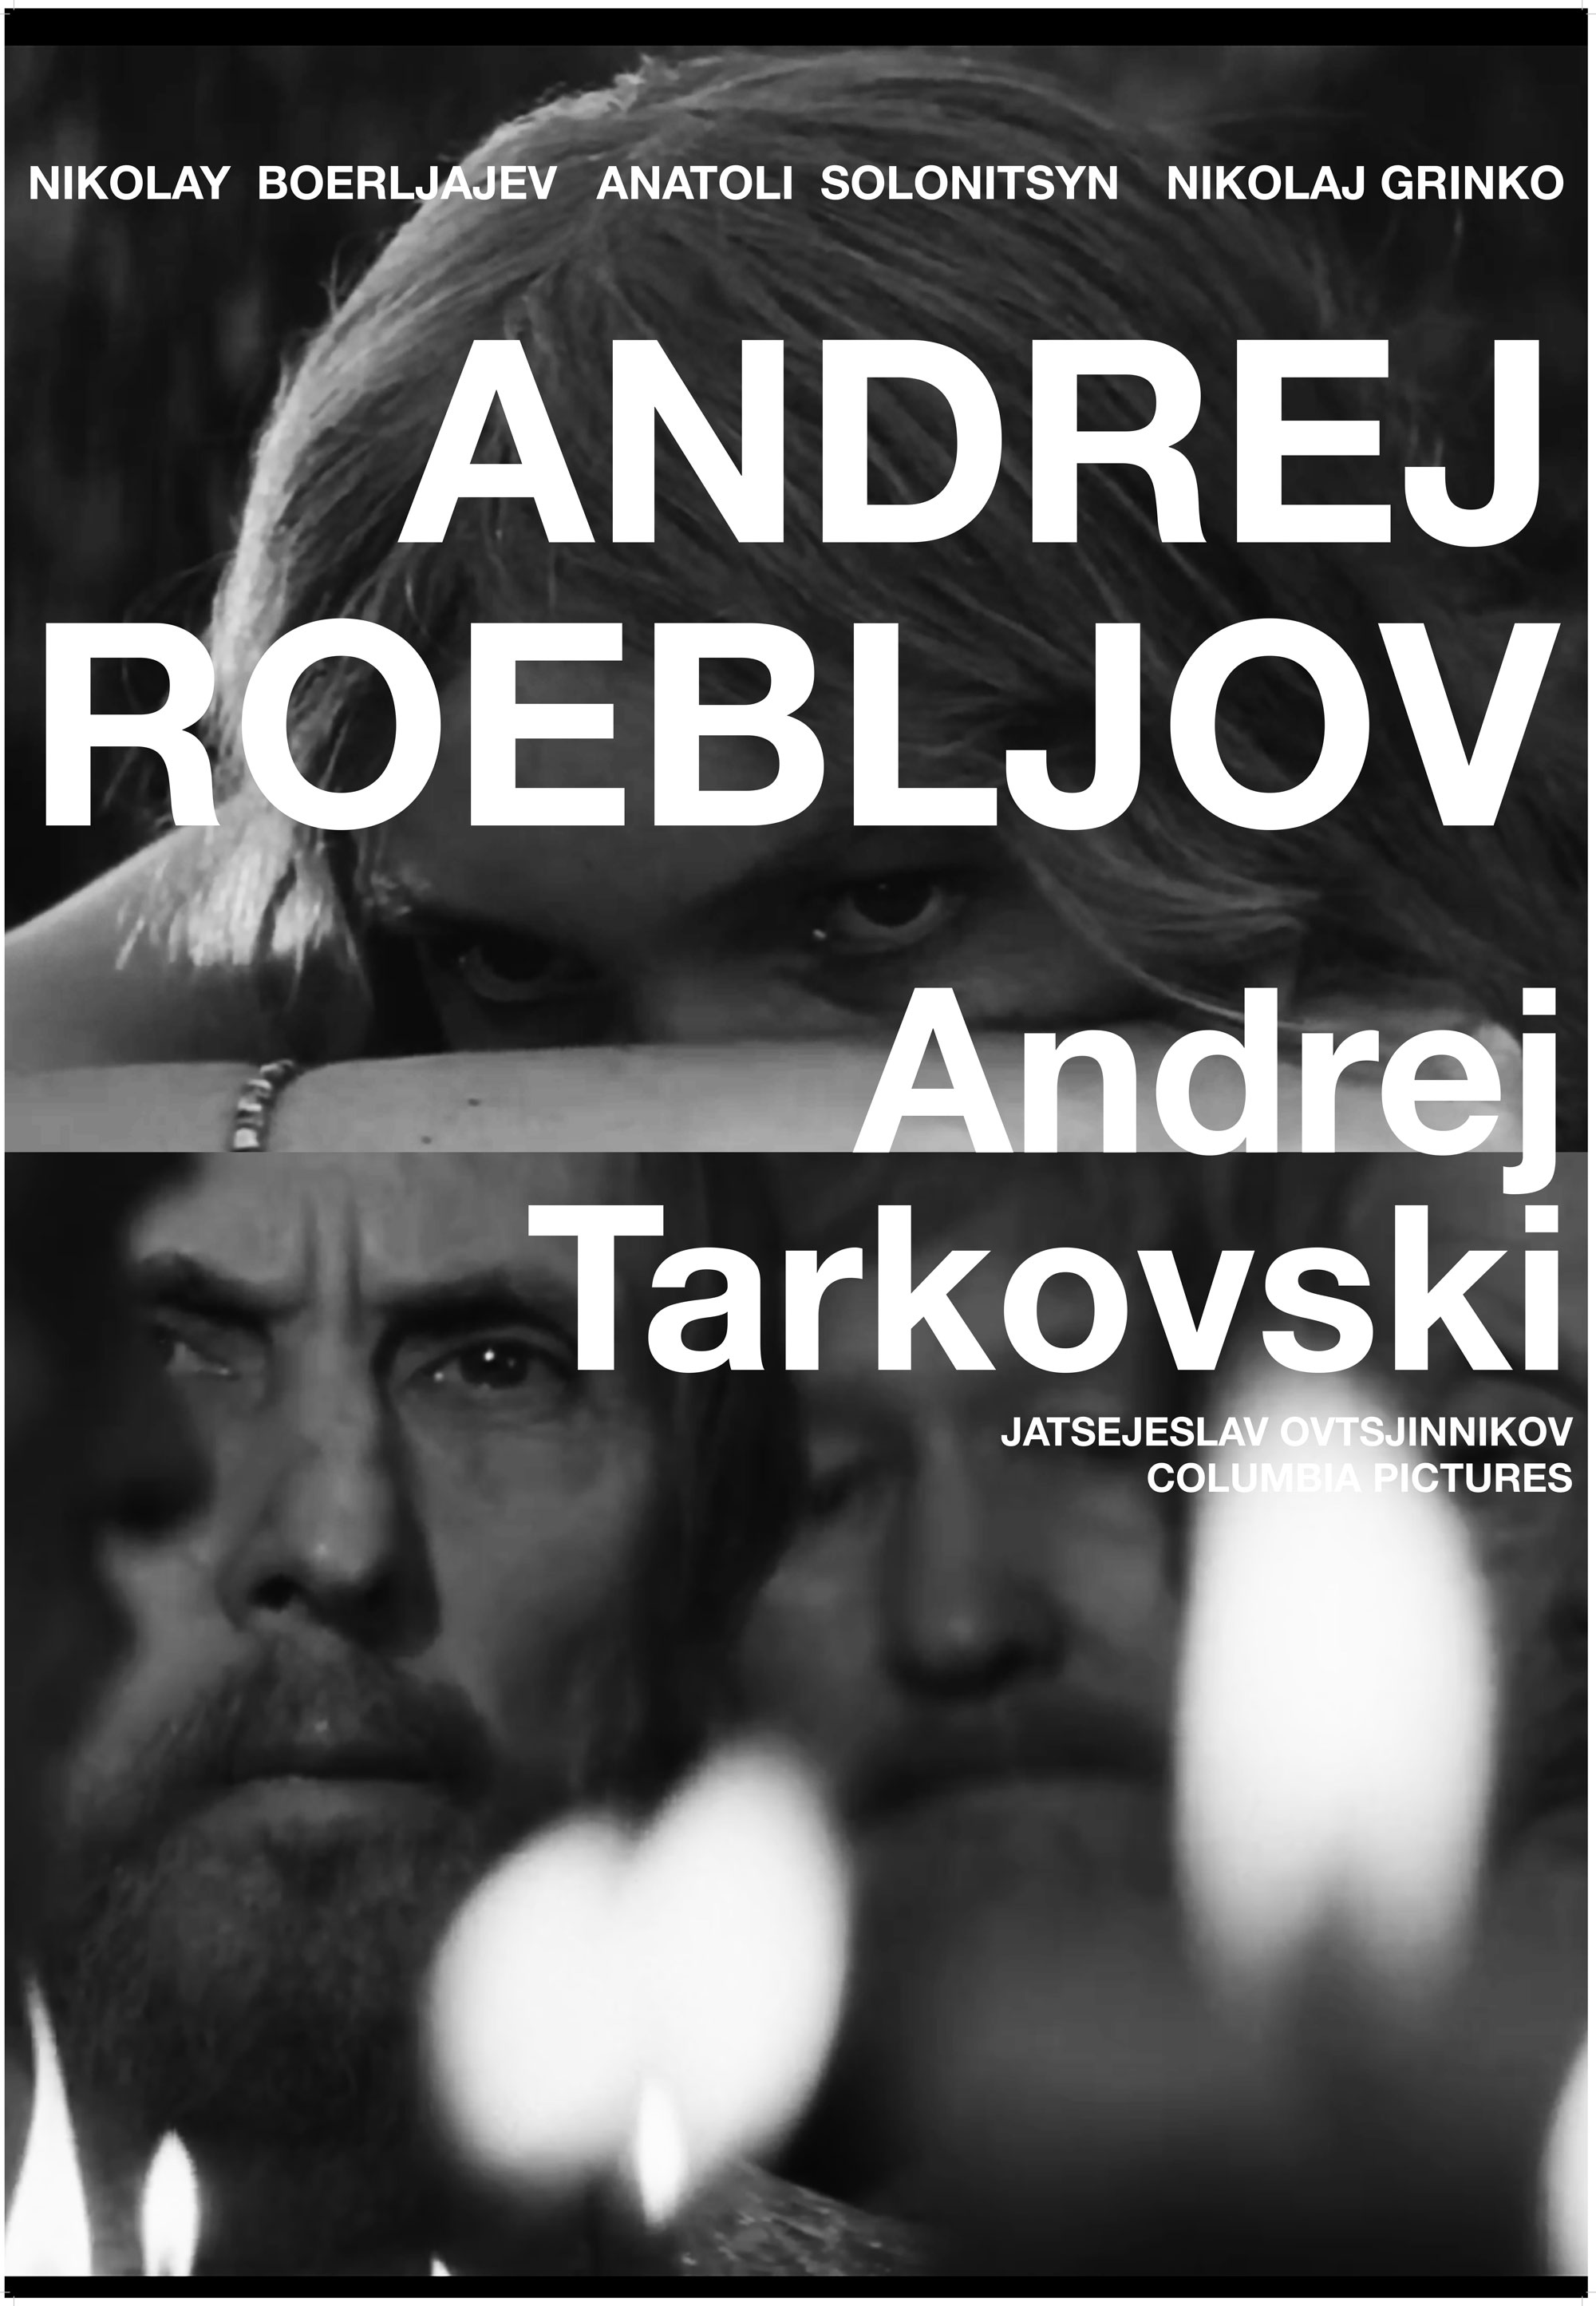 NIKOLAY BOERLJAJEV ANATOLI SOLONITSYN NIKOLAJ GRINKO
ANDREJ
ROEBLJOV
Andrej
Tarkovski
JATSEJESLAV OVTSJINNIKOV
COLUMBIA PICTURES